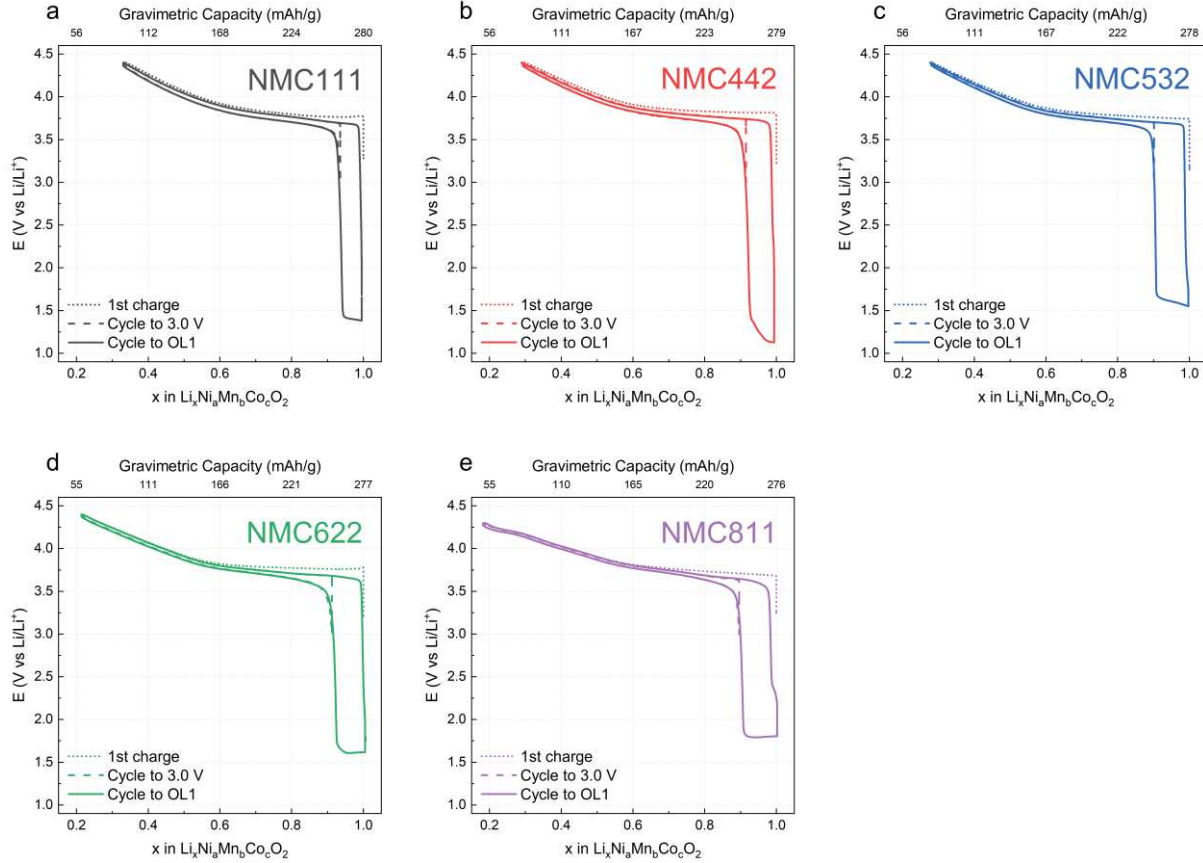 a
Gravimetric Capacity (mAh/g)
56 112 168 224 280
4.5
4.0
3.5
3.0
2.5
2.0
1.5
1.0
E (V vs Li/Li⁺)
NMC111
1st charge
Cycle to 3.0 V
Cycle to OL1
0.2 0.4 0.6 0.8 1.0
x in LiₓNiₐMn_bCo_cO₂
b
Gravimetric Capacity (mAh/g)
56 112 167 223 279
4.5
4.0
3.5
3.0
2.5
2.0
1.5
1.0
E (V vs Li/Li⁺)
NMC442
1st charge
Cycle to 3.0 V
Cycle to OL1
0.2 0.4 0.6 0.8 1.0
x in LiₓNiₐMn_bCo_cO₂
c
Gravimetric Capacity (mAh/g)
56 111 167 222 278
4.5
4.0
3.5
3.0
2.5
2.0
1.5
1.0
E (V vs Li/Li⁺)
NMC532
1st charge
Cycle to 3.0 V
Cycle to OL1
0.2 0.4 0.6 0.8 1.0
x in LiₓNiₐMn_bCo_cO₂
d
Gravimetric Capacity (mAh/g)
55 111 166 221 277
4.5
4.0
3.5
3.0
2.5
2.0
1.5
1.0
E (V vs Li/Li⁺)
NMC622
1st charge
Cycle to 3.0 V
Cycle to OL1
0.2 0.4 0.6 0.8 1.0
x in LiₓNiₐMn_bCo_cO₂
e
Gravimetric Capacity (mAh/g)
55 110 165 220 276
4.5
4.0
3.5
3.0
2.5
2.0
1.5
1.0
E (V vs Li/Li⁺)
NMC811
1st charge
Cycle to 3.0 V
Cycle to OL1
0.2 0.4 0.6 0.8 1.0
x in LiₓNiₐMn_bCo_cO₂